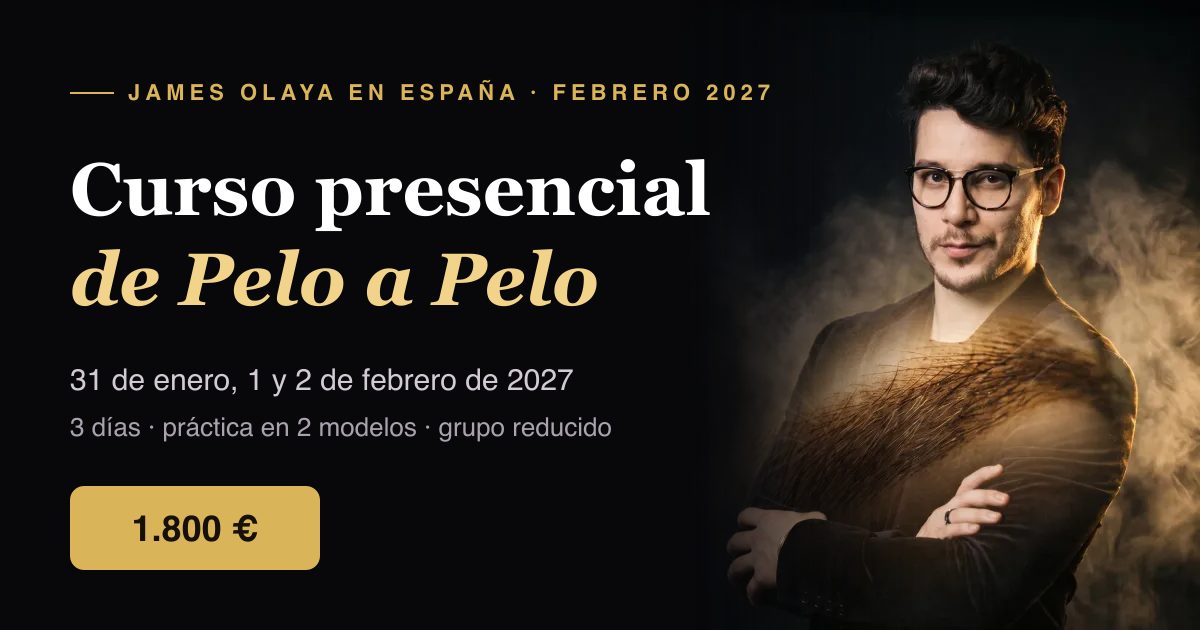 JAMES OLAYA EN ESPAÑA · FEBRERO 2027
Curso presencial
de Pelo a Pelo
31 de enero, 1 y 2 de febrero de 2027
3 días · práctica en 2 modelos · grupo reducido
1.800 €